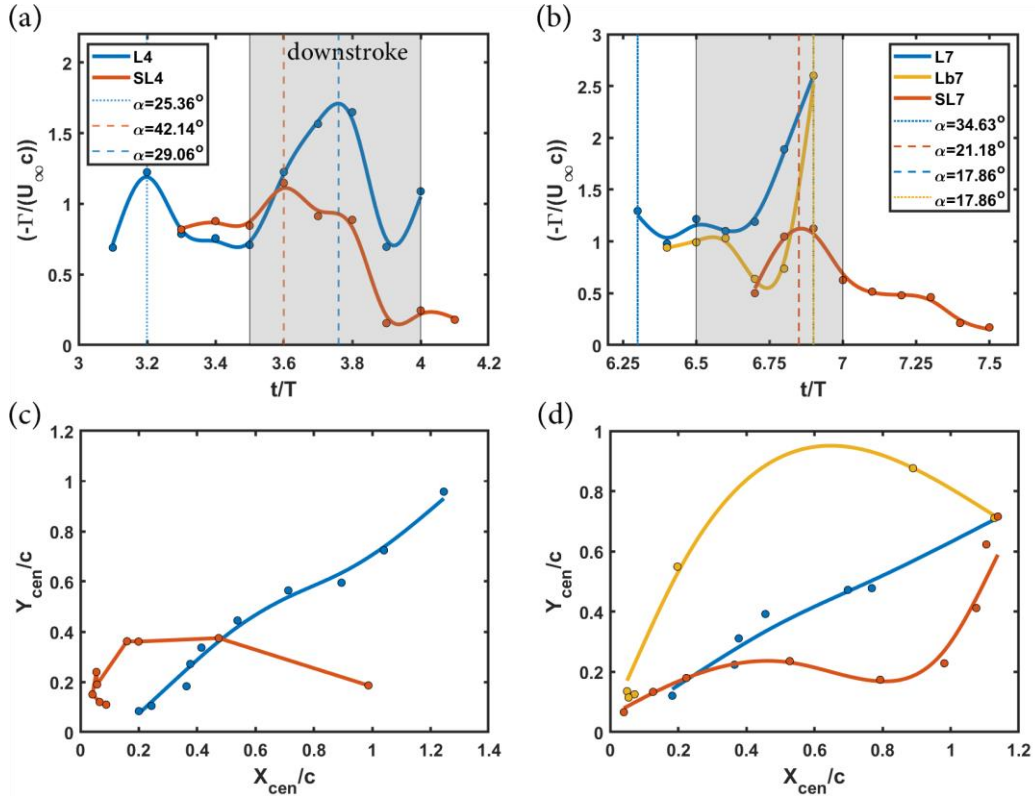 (a)
(b)
2
1.5
1
0.5
0
(-Γ/(U∞ c))
L4
SL4
α=25.36°
α=42.14°
α=29.06°
downstroke
3 3.2 3.4 3.6 3.8 4 4.2
t/T
3
2.5
2
1.5
1
0.5
0
(-Γ/(U∞ c))
L7
Lb7
SL7
α=34.63°
α=21.18°
α=17.86°
α=17.86°
6.25 6.5 6.75 7 7.25 7.5
t/T
(c)
(d)
1.2
1
0.8
0.6
0.4
0.2
0
Ycen/c
0 0.2 0.4 0.6 0.8 1 1.2 1.4
Xcen/c
1
0.8
0.6
0.4
0.2
0
Ycen/c
0 0.2 0.4 0.6 0.8 1 1.2
Xcen/c